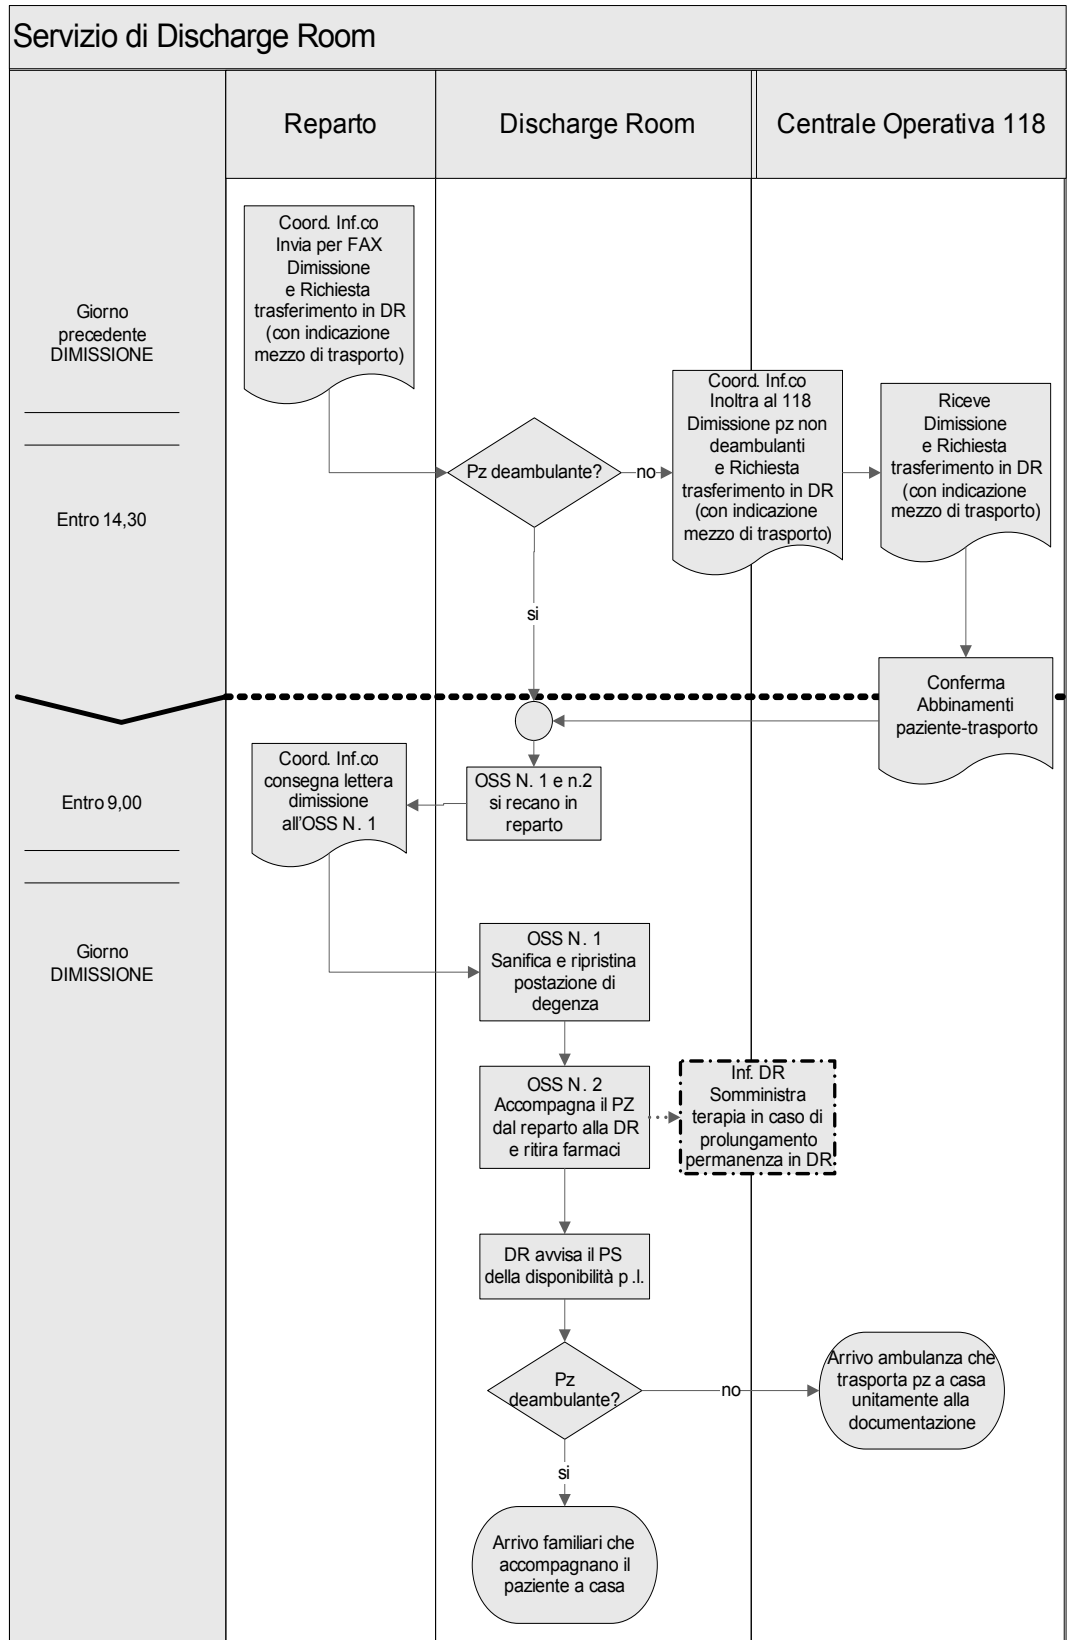 Servizio di Discharge Room
Reparto
Discharge Room
Centrale Operativa 118
Giorno
precedente
DIMISSIONE
Entro 14,30
Coord. Inf.co
Invia per FAX
Dimissione
e Richiesta
trasferimento in DR
(con indicazione
mezzo di trasporto)
Pz deambulante?
no
si
Coord. Inf.co
Inoltra al 118
Dimissione pz non
deambulanti
e Richiesta
trasferimento in DR
(con indicazione
mezzo di trasporto)
Riceve
Dimissione
e Richiesta
trasferimento in DR
(con indicazione
mezzo di trasporto)
Conferma
Abbinamenti
paziente-trasporto
Entro 9,00
Giorno
DIMISSIONE
OSS N. 1 e n.2
si recano in
reparto
Coord. Inf.co
consegna lettera
dimissione
all'OSS N. 1
OSS N. 1
Sanifica e ripristina
postazione di
degenza
OSS N. 2
Accompagna il PZ
dal reparto alla DR
e ritira farmaci
Inf. DR
Somministra
terapia in caso di
prolungamento
permanenza in DR
DR avvisa il PS
della disponibilità p .l.
Pz
deambulante?
no
si
Arrivo ambulanza che
trasporta pz a casa
unitamente alla
documentazione
Arrivo familiari che
accompagnano il
paziente a casa